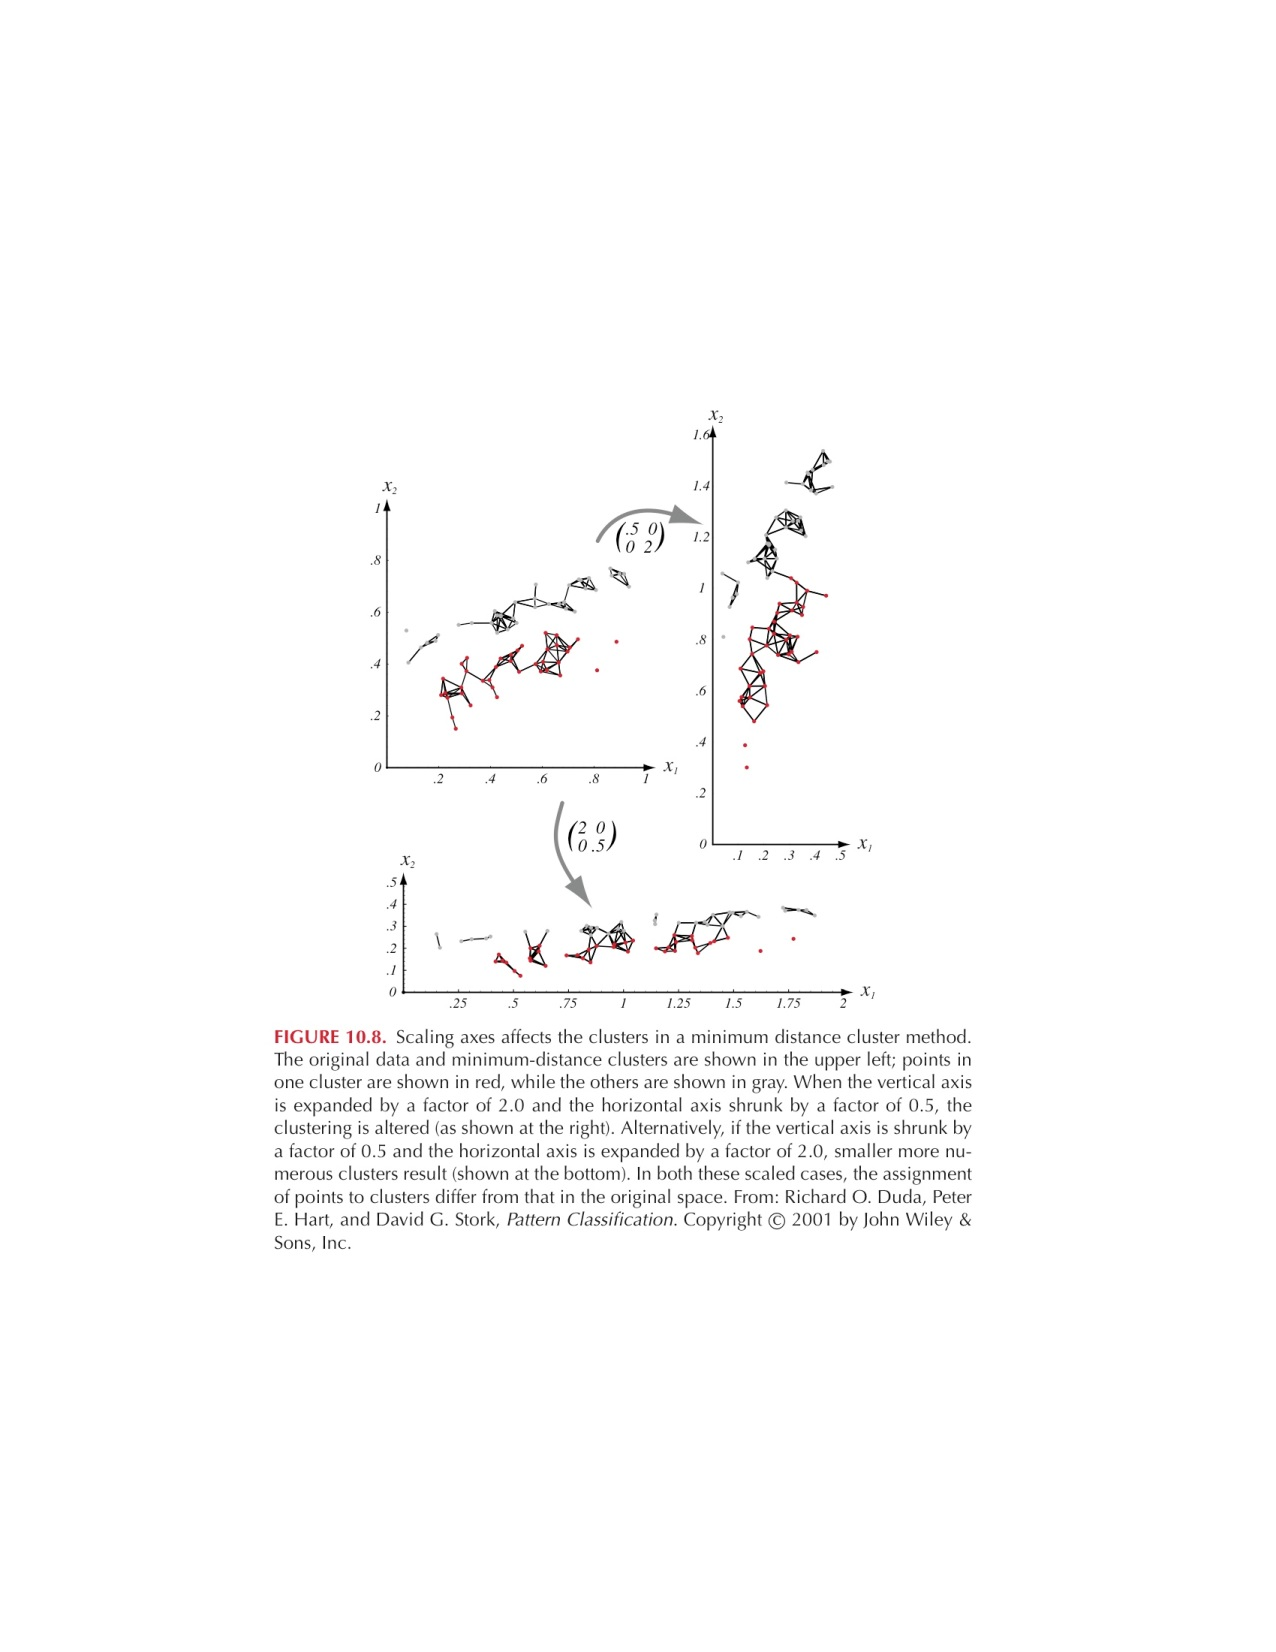 x2
1
.8
.6
.4
.2
0
.2 .4 .6 .8 1 x1
(.5 0
0 2)
x2
1.6
1.4
1.2
1
.8
.6
.4
.2
0
.1 .2 .3 .4 .5 x1
(2 0
0 .5)
x2
.5
.4
.3
.2
.1
0
.25 .5 .75 1 1.25 1.5 1.75 2 x1
FIGURE 10.8. Scaling axes affects the clusters in a minimum distance cluster method.
The original data and minimum-distance clusters are shown in the upper left; points in
one cluster are shown in red, while the others are shown in gray. When the vertical axis
is expanded by a factor of 2.0 and the horizontal axis shrunk by a factor of 0.5, the
clustering is altered (as shown at the right). Alternatively, if the vertical axis is shrunk by
a factor of 0.5 and the horizontal axis is expanded by a factor of 2.0, smaller more nu-
merous clusters result (shown at the bottom). In both these scaled cases, the assignment
of points to clusters differ from that in the original space. From: Richard O. Duda, Peter
E. Hart, and David G. Stork, Pattern Classification. Copyright © 2001 by John Wiley &
Sons, Inc.